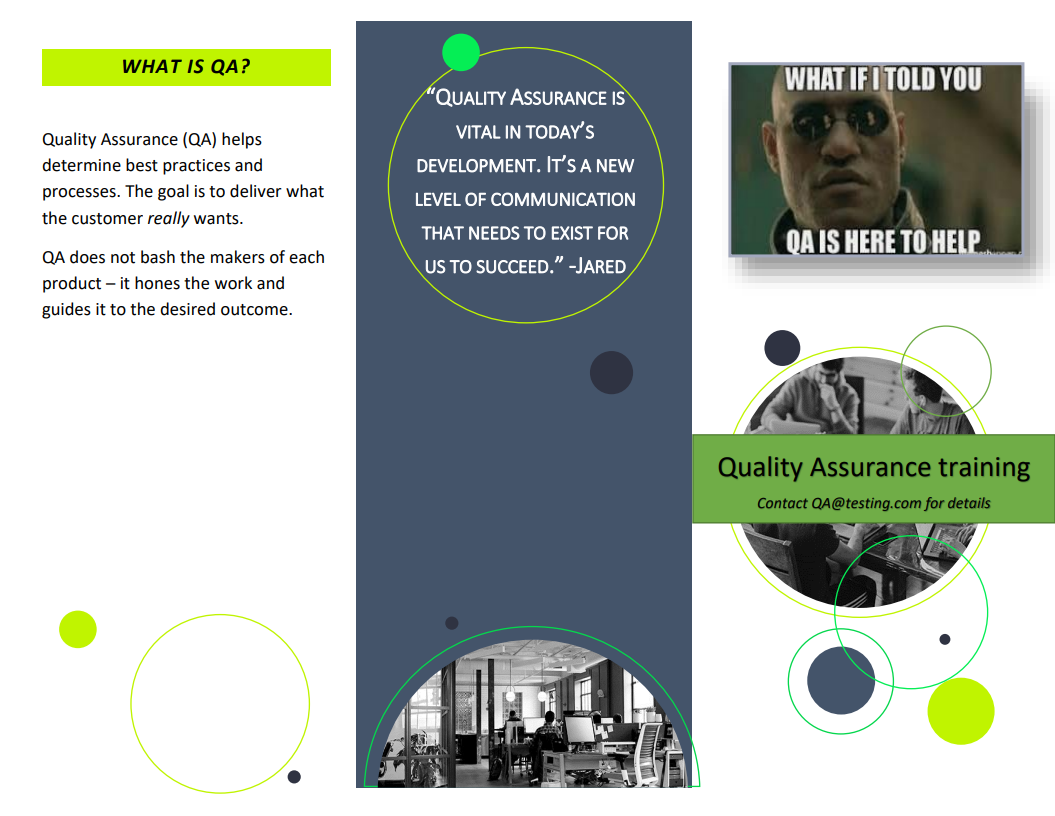 WHAT IS QA?
Quality Assurance (QA) helps
determine best practices and
processes. The goal is to deliver what
the customer really wants.
QA does not bash the makers of each
product – it hones the work and
guides it to the desired outcome.
“QUALITY ASSURANCE IS
VITAL IN TODAY’S
DEVELOPMENT. IT’S A NEW
LEVEL OF COMMUNICATION
THAT NEEDS TO EXIST FOR
US TO SUCCEED.” -JARED
WHAT IF I TOLD YOU
QA IS HERE TO HELP
Quality Assurance training
Contact QA@testing.com for details